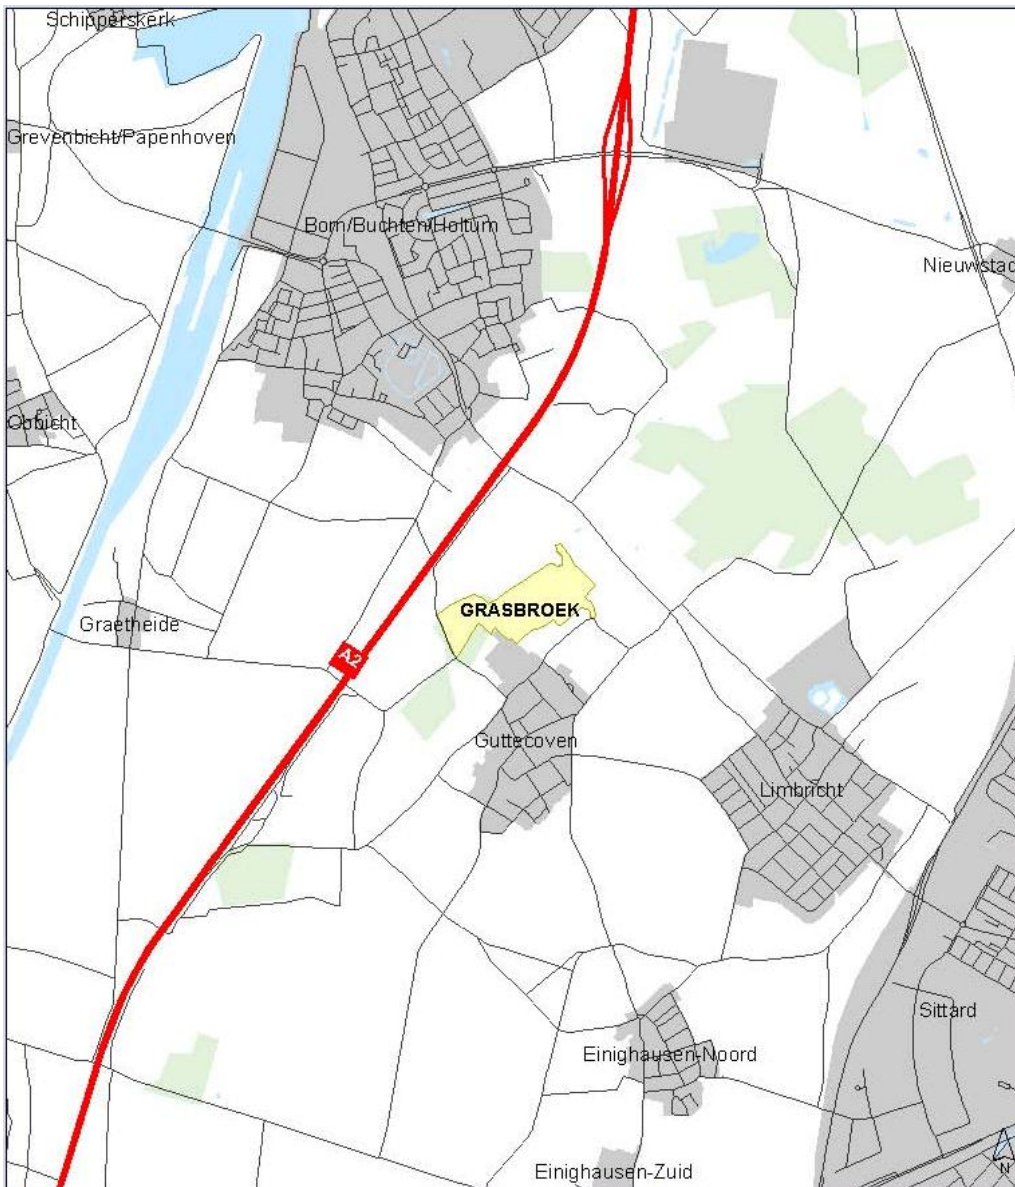 Schipperskerk
Grevenbicht/Papenhoven
Born/Buchten/Holtum
Nieuwstad
Obbicht
GRASBROEK
Graetheide
A2
Guttecoven
Limbricht
Sittard
Einighausen-Noord
Einighausen-Zuid
N